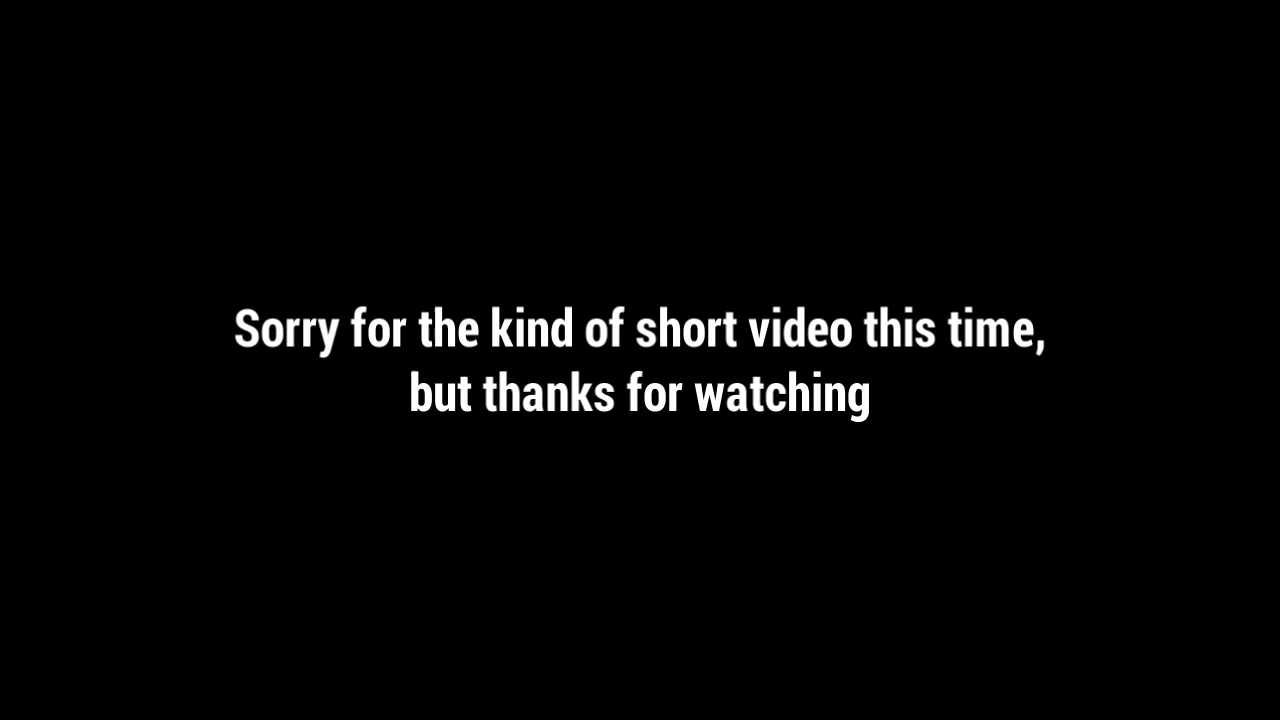 Sorry for the kind of short video this time,
but thanks for watching